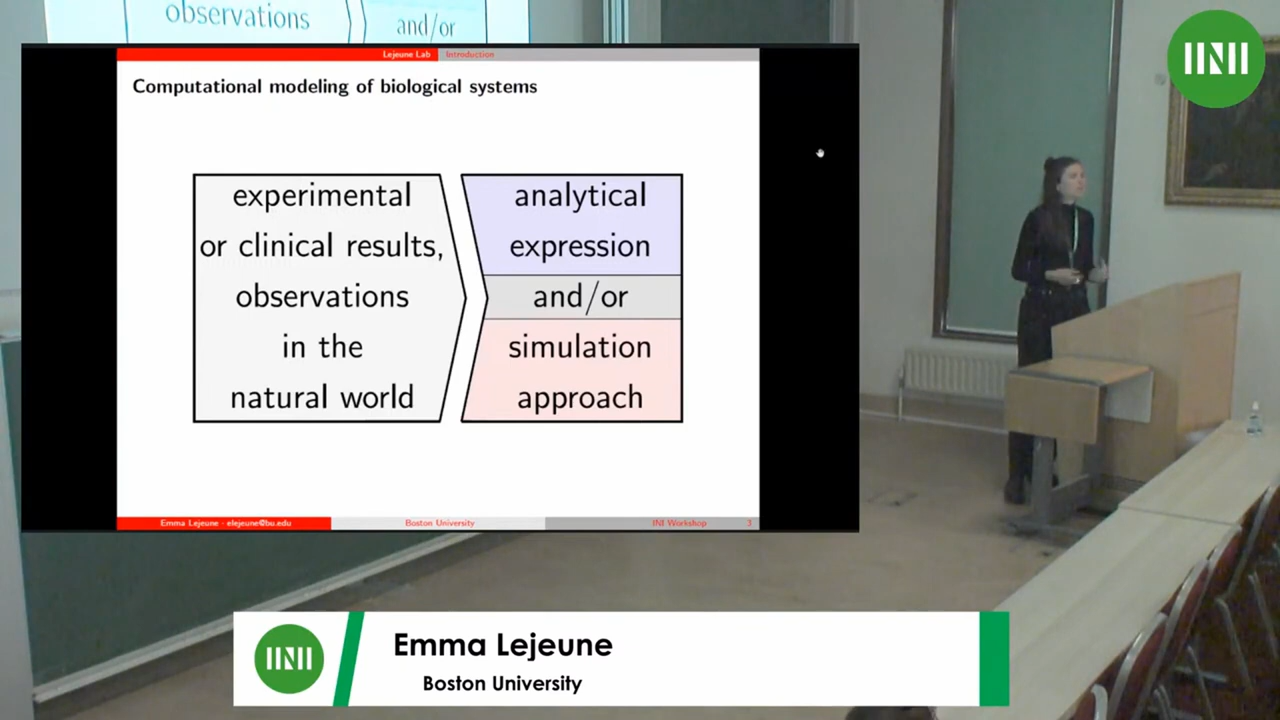 observations
and/or
INI
Lejeune Lab
Introduction
Computational modeling of biological systems
experimental
or clinical results,
observations
in the
natural world
analytical
expression
and/or
simulation
approach
Emma Lejeune - elejeune@bu.edu
Boston University
INI Workshop
3
INI
Emma Lejeune
Boston University